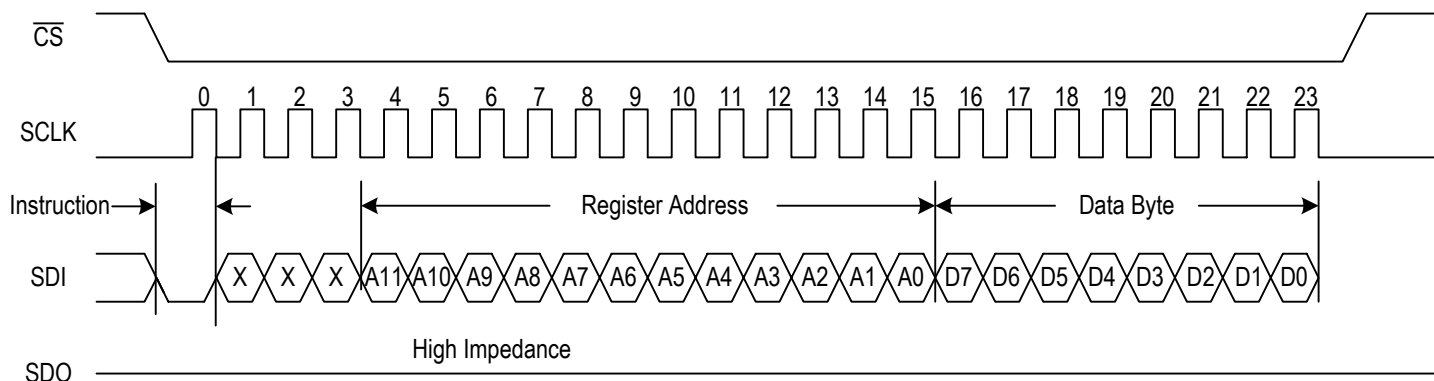 CS
0 1 2 3 4 5 6 7 8 9 10 11 12 13 14 15 16 17 18 19 20 21 22 23
SCLK
Instruction Register Address Data Byte
SDI X X X A11 A10 A9 A8 A7 A6 A5 A4 A3 A2 A1 A0 D7 D6 D5 D4 D3 D2 D1 D0
High Impedance
SDO